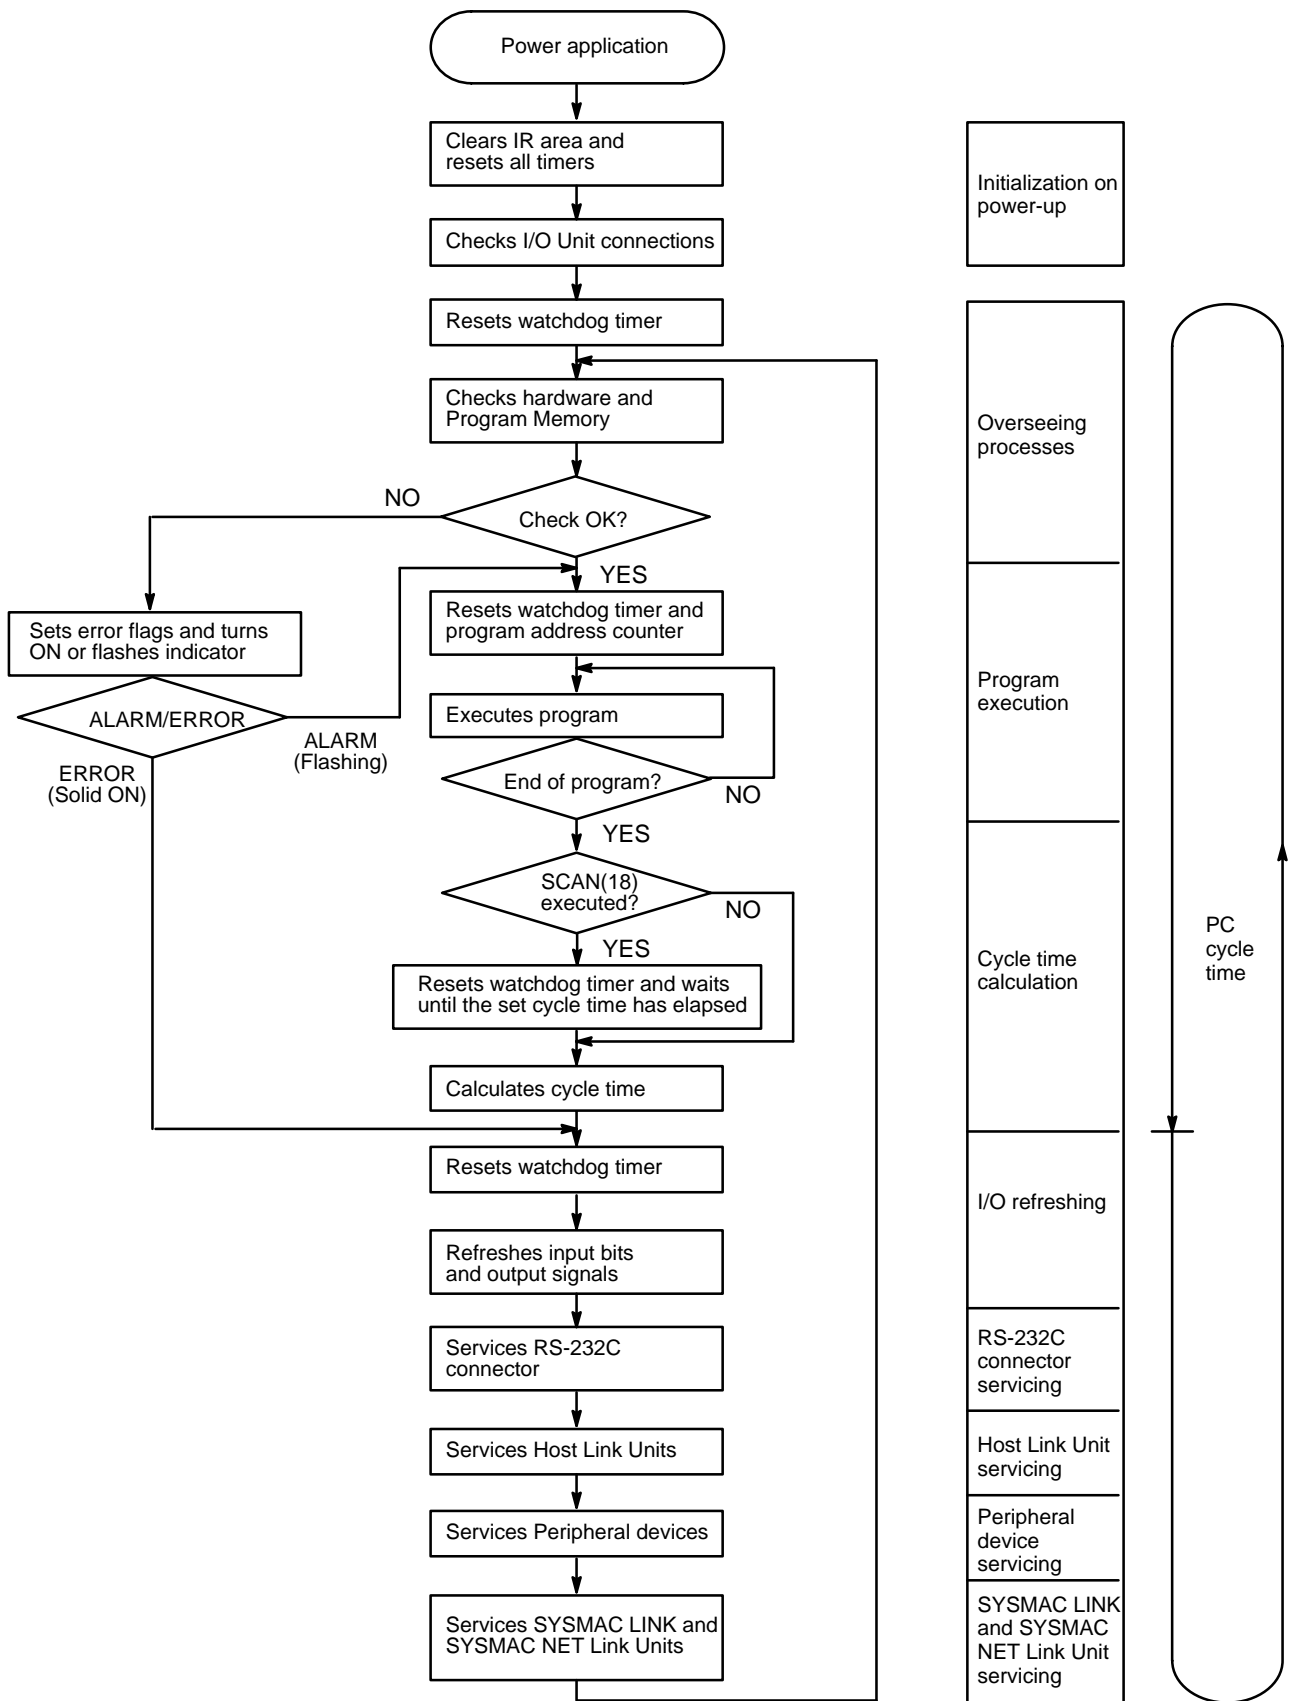 Power application
Clears IR area and
resets all timers
Checks I/O Unit connections
Resets watchdog timer
Checks hardware and
Program Memory
NO
Check OK?
YES
Sets error flags and turns
ON or flashes indicator
Resets watchdog timer and
program address counter
ALARM/ERROR
ALARM
(Flashing)
ERROR
(Solid ON)
Executes program
End of program?
NO
YES
SCAN(18)
executed?
NO
YES
Resets watchdog timer and waits
until the set cycle time has elapsed
Calculates cycle time
Resets watchdog timer
Refreshes input bits
and output signals
Services RS-232C
connector
Services Host Link Units
Services Peripheral devices
Services SYSMAC LINK and
SYSMAC NET Link Units
Initialization on
power-up
Overseeing
processes
Program
execution
Cycle time
calculation
I/O refreshing
RS-232C
connector
servicing
Host Link Unit
servicing
Peripheral
device
servicing
SYSMAC LINK
and SYSMAC
NET Link Unit
servicing
PC
cycle
time